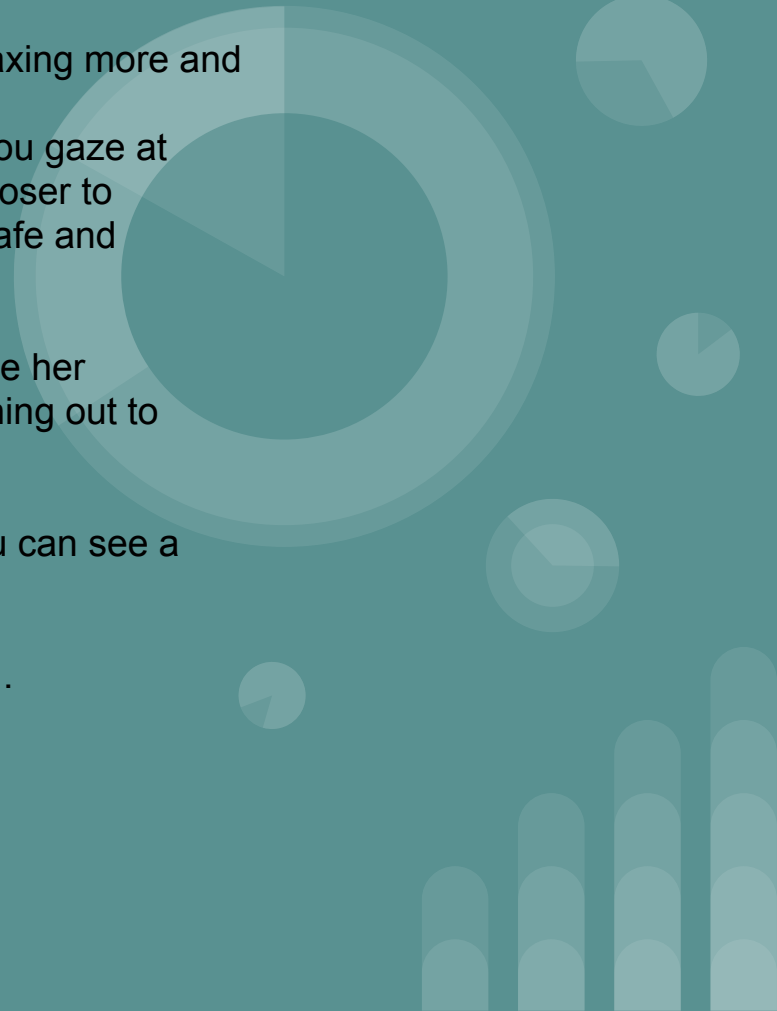 axing more and
ou gaze at
oser to
afe and
e her
ning out to
u can see a
.